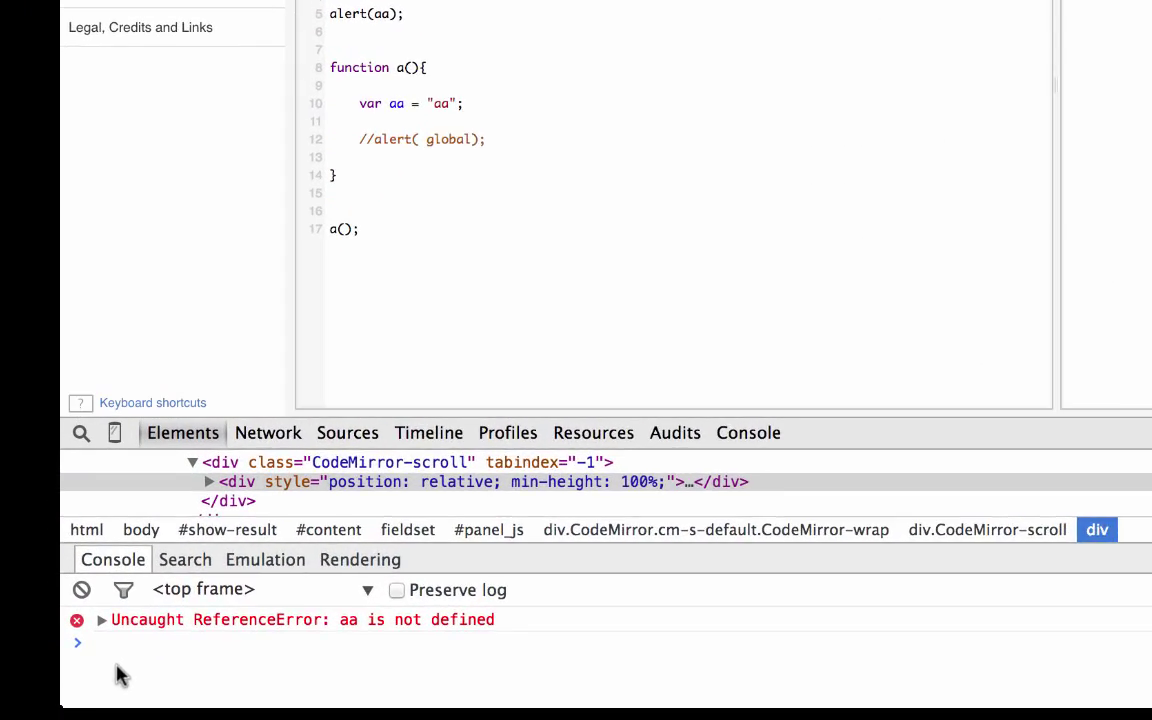 Legal, Credits and Links
5 alert(aa);
6
7
8 function a(){
9
10 var aa = "aa";
11
12 //alert( global);
13
14 }
15
16
17 a();
? Keyboard shortcuts
Elements Network Sources Timeline Profiles Resources Audits Console
▼<div class="CodeMirror-scroll" tabindex="-1">
▶<div style="position: relative; min-height: 100%;">…</div>
</div>
html body #show-result #content fieldset #panel_js div.CodeMirror.cm-s-default.CodeMirror-wrap div.CodeMirror-scroll div
Console Search Emulation Rendering
<top frame> ▼ Preserve log
▶ Uncaught ReferenceError: aa is not defined
>